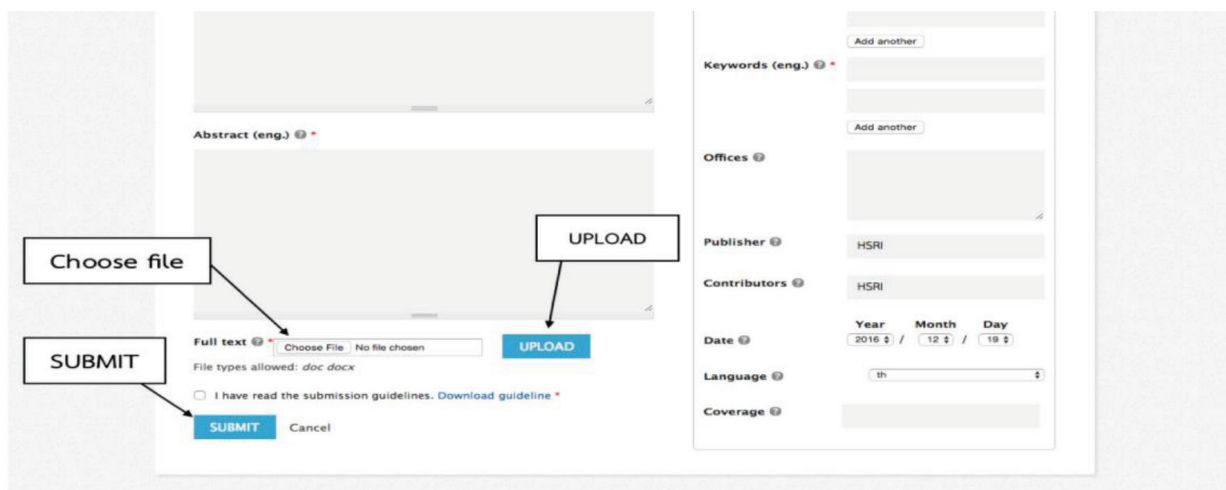 Abstract (eng.) ? *
Choose file
UPLOAD
Full text ? * Choose File No file chosen UPLOAD
File types allowed: doc docx
SUBMIT
I have read the submission guidelines. Download guideline *
SUBMIT Cancel
Add another
Keywords (eng.) ? *
Add another
Offices ?
Publisher ? HSRI
Contributors ? HSRI
Year Month Day
Date ? 2016 / 12 / 19
Language ? th
Coverage ?